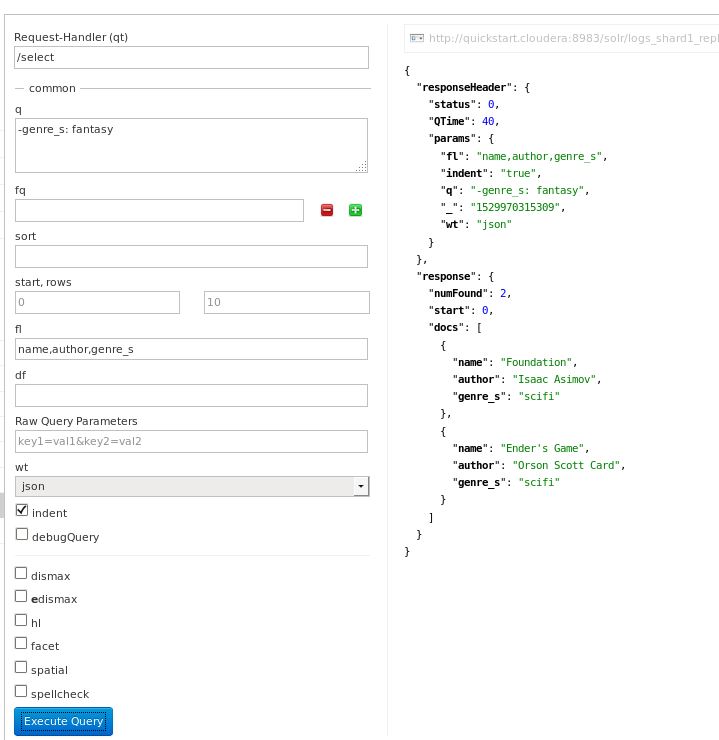 Request-Handler (qt)
/select
common
q
-genre_s: fantasy
fq
sort
start, rows
0
10
fl
name,author,genre_s
df
Raw Query Parameters
key1=val1&key2=val2
wt
json
indent
debugQuery
dismax
edismax
hl
facet
spatial
spellcheck
Execute Query
http://quickstart.cloudera:8983/solr/logs_shard1_repl
{
"responseHeader": {
"status": 0,
"QTime": 40,
"params": {
"fl": "name,author,genre_s",
"indent": "true",
"q": "-genre_s: fantasy",
"_": "1529970315309",
"wt": "json"
}
},
"response": {
"numFound": 2,
"start": 0,
"docs": [
{
"name": "Foundation",
"author": "Isaac Asimov",
"genre_s": "scifi"
},
{
"name": "Ender's Game",
"author": "Orson Scott Card",
"genre_s": "scifi"
}
]
}
}